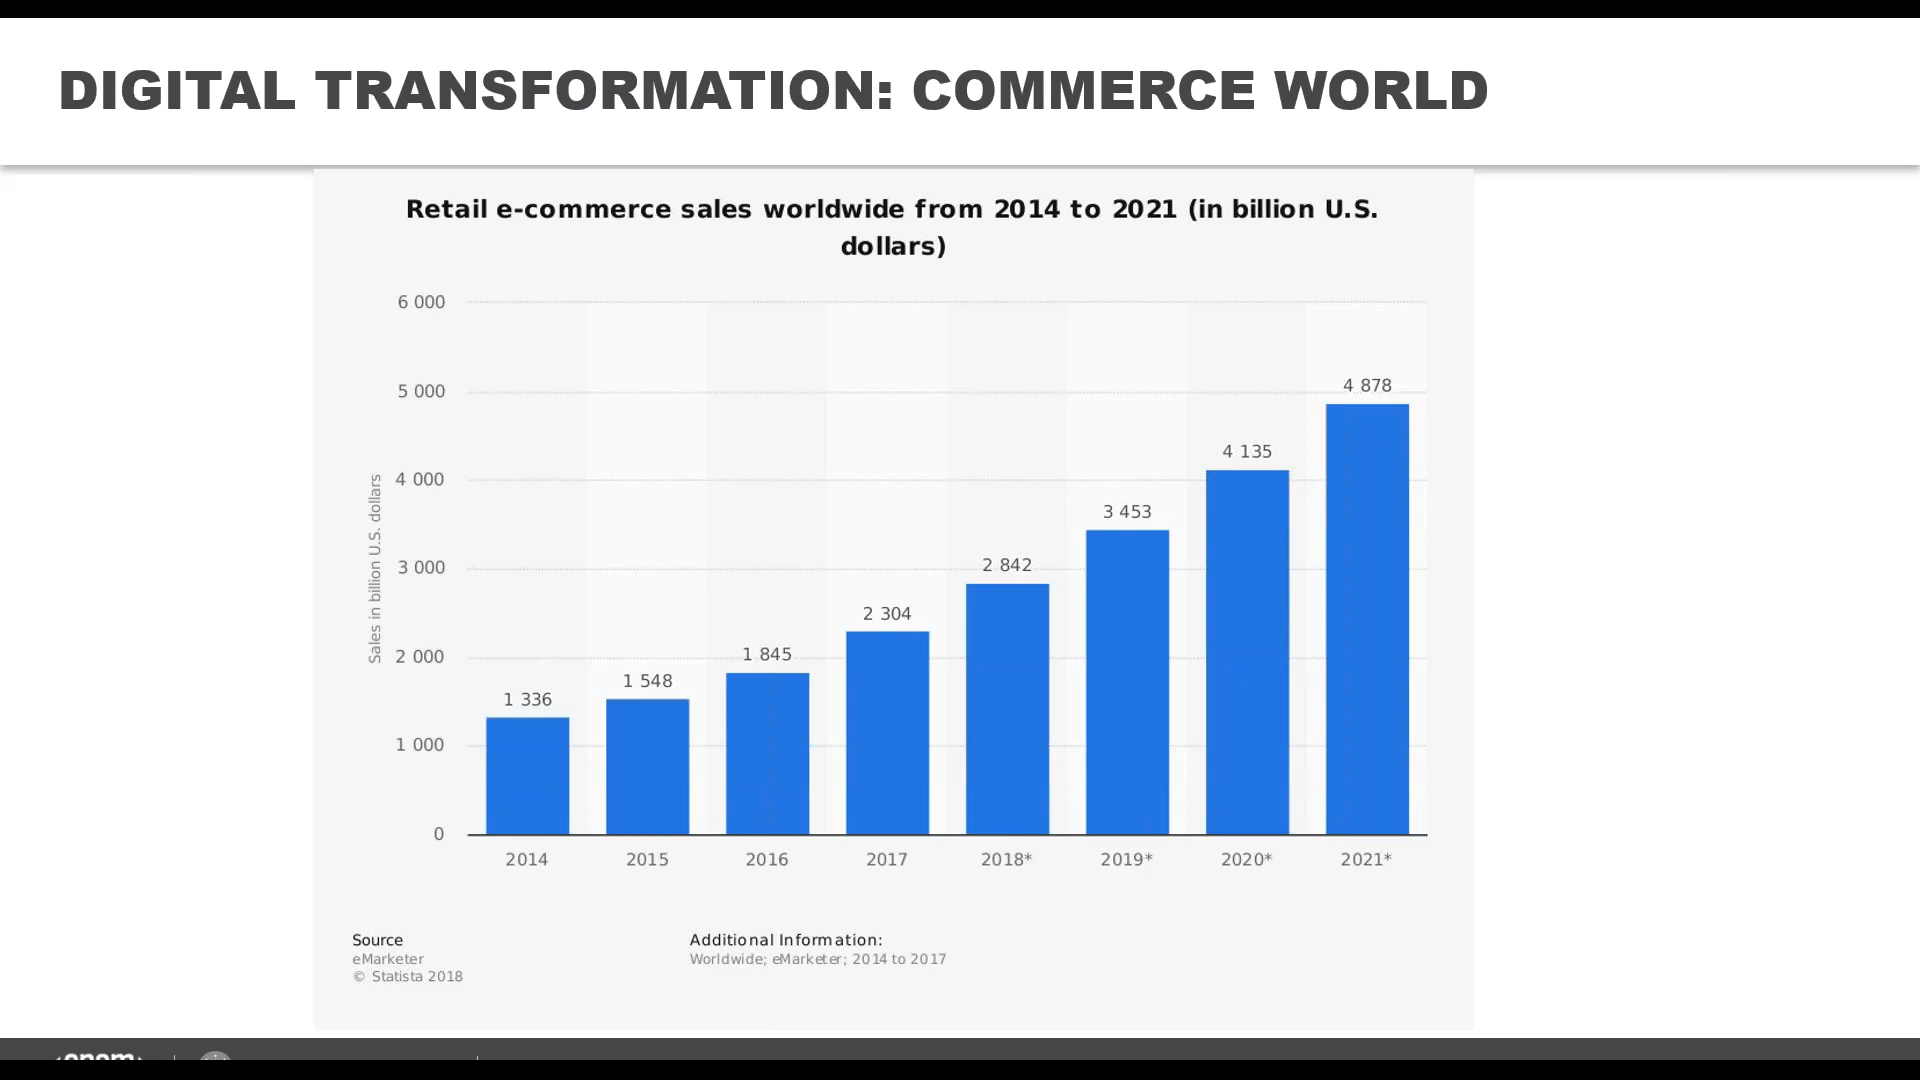 DIGITAL TRANSFORMATION: COMMERCE WORLD
Retail e-commerce sales worldwide from 2014 to 2021 (in billion U.S.
dollars)
Sales in billion U.S. dollars
6 000
5 000
4 000
3 000
2 000
1 000
0
1 336
1 548
1 845
2 304
2 842
3 453
4 135
4 878
2014
2015
2016
2017
2018*
2019*
2020*
2021*
Source
eMarketer
© Statista 2018
Additional Information:
Worldwide; eMarketer; 2014 to 2017